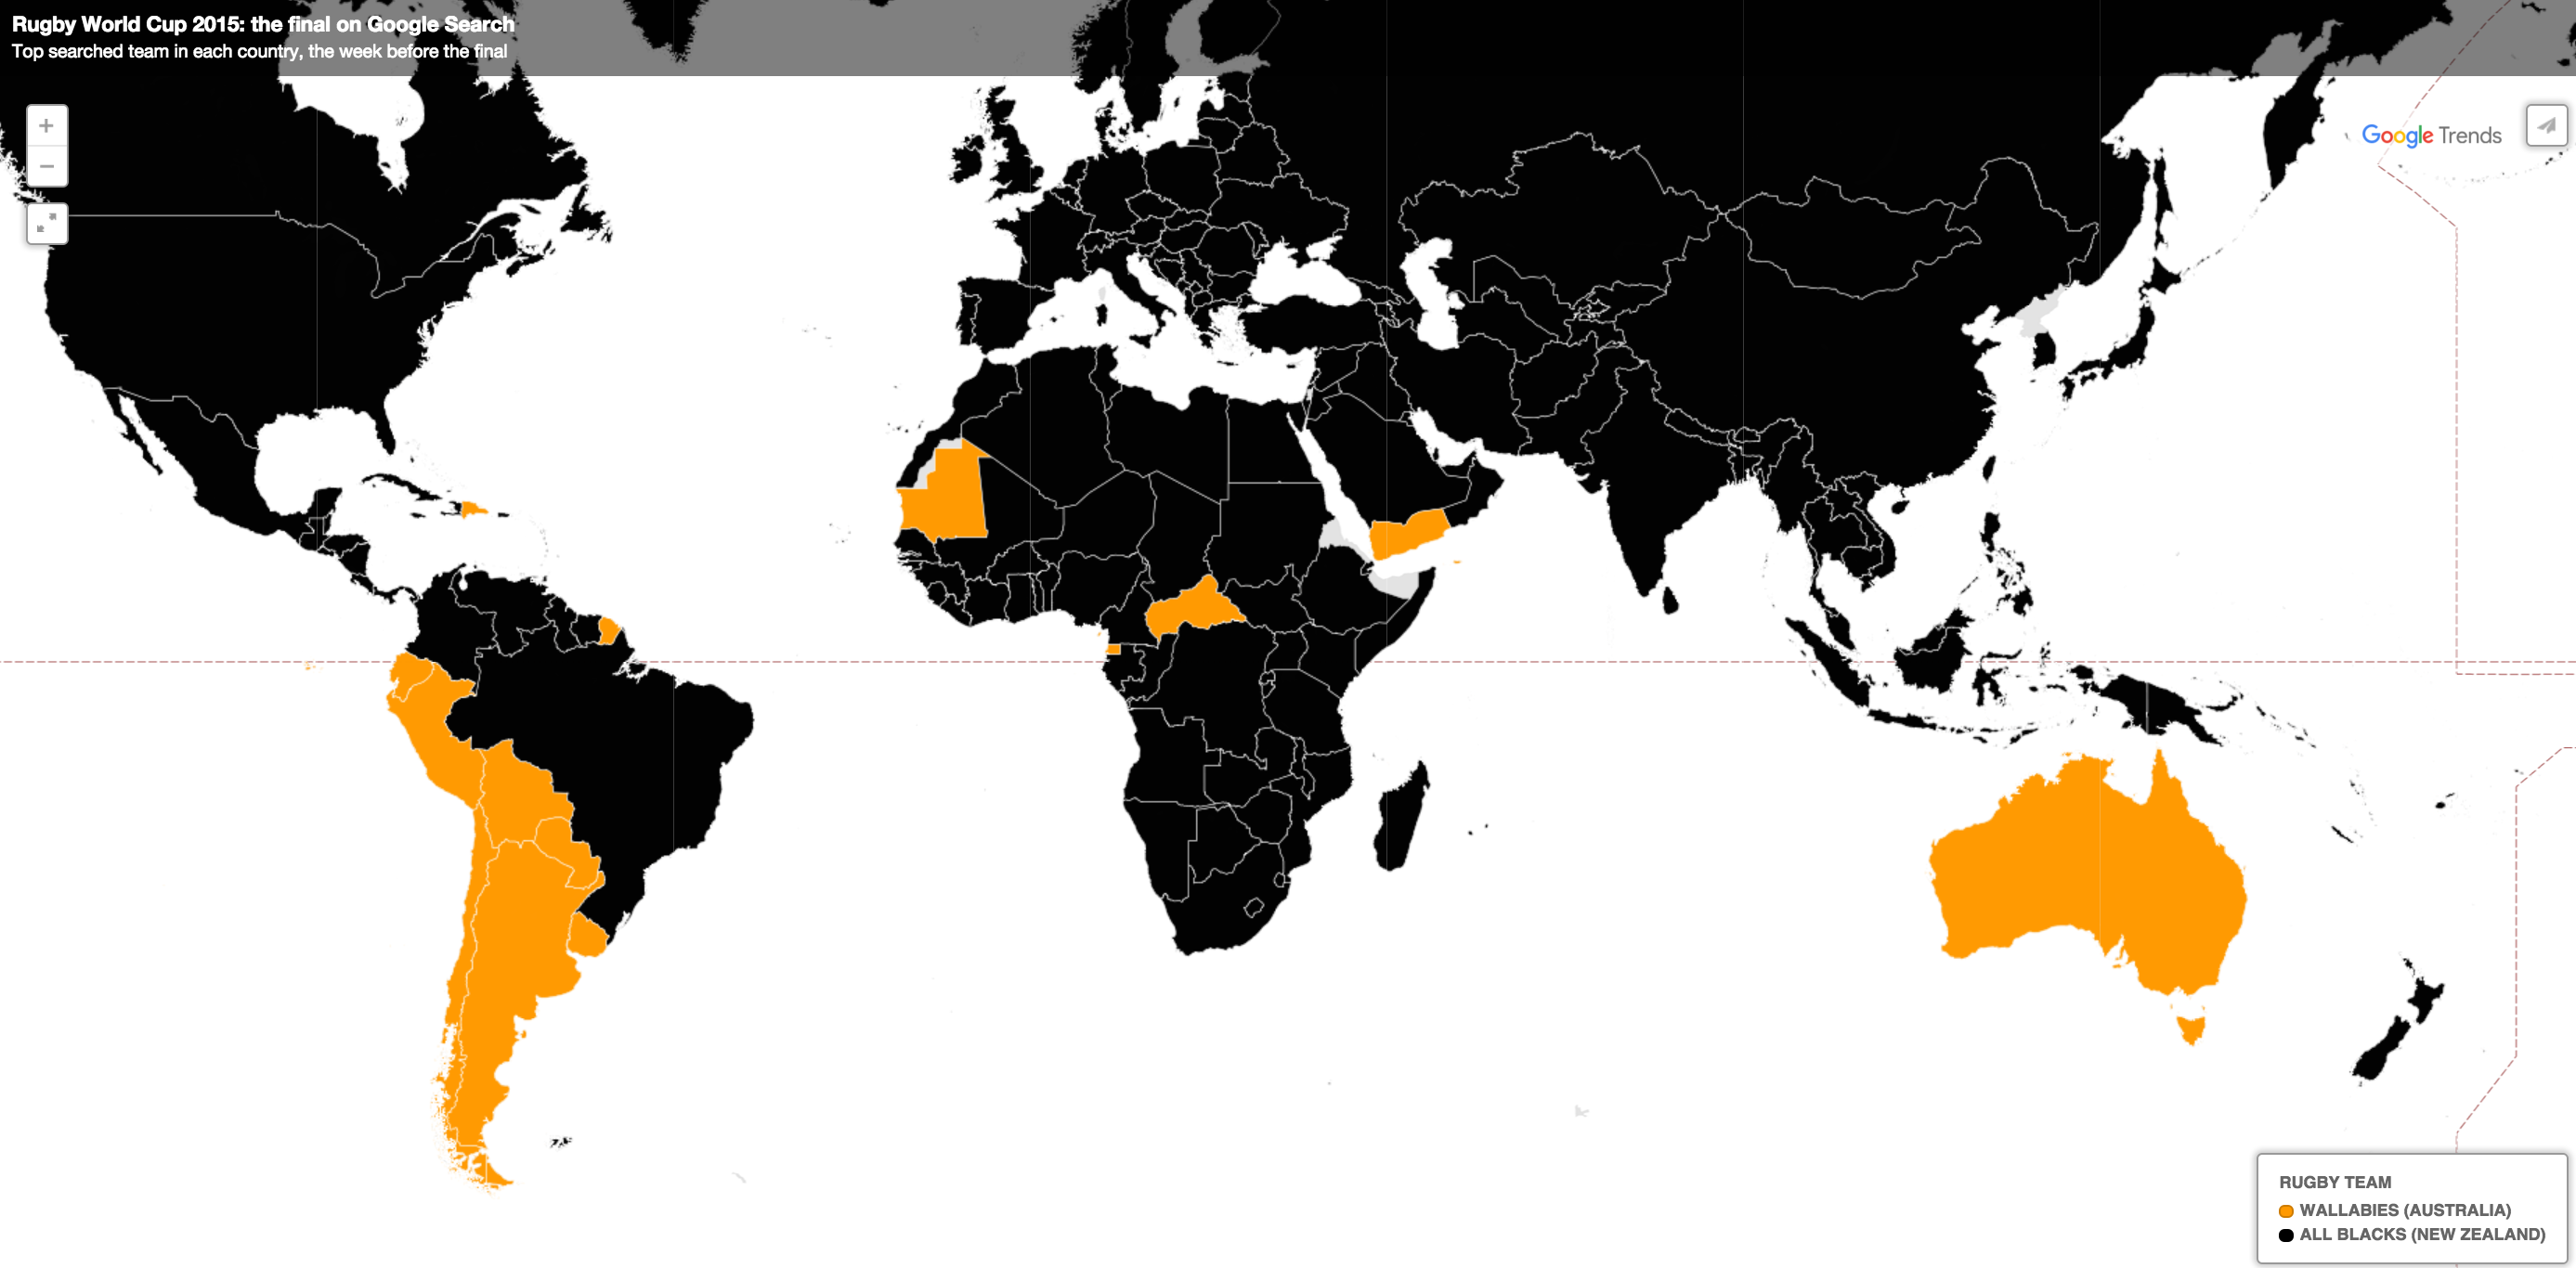 Rugby World Cup 2015: the final on Google Search
Top searched team in each country, the week before the final
+
−
Google Trends
RUGBY TEAM
WALLABIES (AUSTRALIA)
ALL BLACKS (NEW ZEALAND)